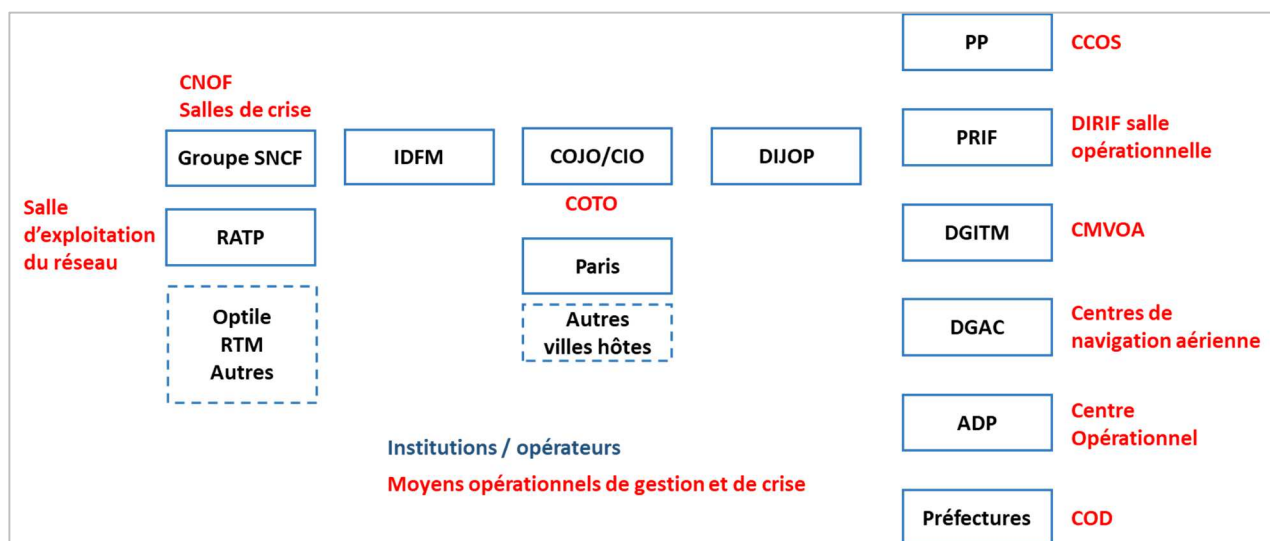 PP
CCOS
CNOF
Salles de crise
Groupe SNCF
IDFM
COJO/CIO
DIJOP
PRIF
DIRIF salle
opérationnelle
COTO
Salle
d'exploitation
du réseau
RATP
Paris
DGITM
CMVOA
Optile
RTM
Autres
Autres
villes hôtes
DGAC
Centres de
navigation aérienne
ADP
Centre
Opérationnel
Institutions / opérateurs
Moyens opérationnels de gestion et de crise
Préfectures
COD